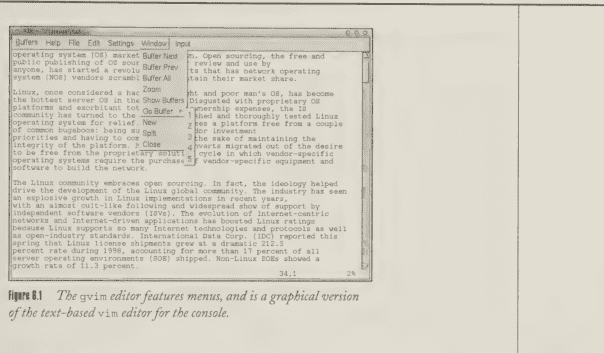 Buffers Help File Edit Settings Window Input
operating system (OS) market Buffer Next n. Open sourcing, the free and
public publishing of OS sour Buffer Prev review and use by
anyone, has started a revolu Buffer All ts that has network operating
system (NOS) vendors scrambl tain their market share.
Zoom
Linux, once considered a hac Show Buffers ht and poor man's OS, has become
the hottest server OS in the Disgusted with proprietary OS
platforms and exorbitant tot Go Buffer nership expenses, the IS
community has turned to the 1 shed and thoroughly tested Linux
operating system for relief. New 2 es a platform free from a couple
of common bugaboos: being su Split 3 dor investment
priorities and having to com 4 the sake of maintaining the
integrity of the platform. Close 5 nverts migrated out of the desire
to be free from the proprietary soluti cycle in which vendor-specific
operating systems require the purchase f vendor-specific equipment and
software to build the network.
The Linux community embraces open sourcing. In fact, the ideology helped
drive the development of the Linux global community. The industry has seen
an explosive growth in Linux implementations in recent years,
with an almost cult-like following and widespread show of support by
independent software vendors (ISVs). The evolution of Internet-centric
networks and Internet-driven applications has boosted Linux ratings
because Linux supports so many Internet technologies and protocols as well
as open-industry standards. International Data Corp. (IDC) reported this
spring that Linux license shipments grew at a dramatic 212.3
percent rate during 1998, accounting for more than 17 percent of all
server operating environments (SOE) shipped. Non-Linux SOEs showed a
growth rate of 11.3 percent.
34,1 2%
Figure 6.1 The gvim editor features menus, and is a graphical version
of the text-based vim editor for the console.